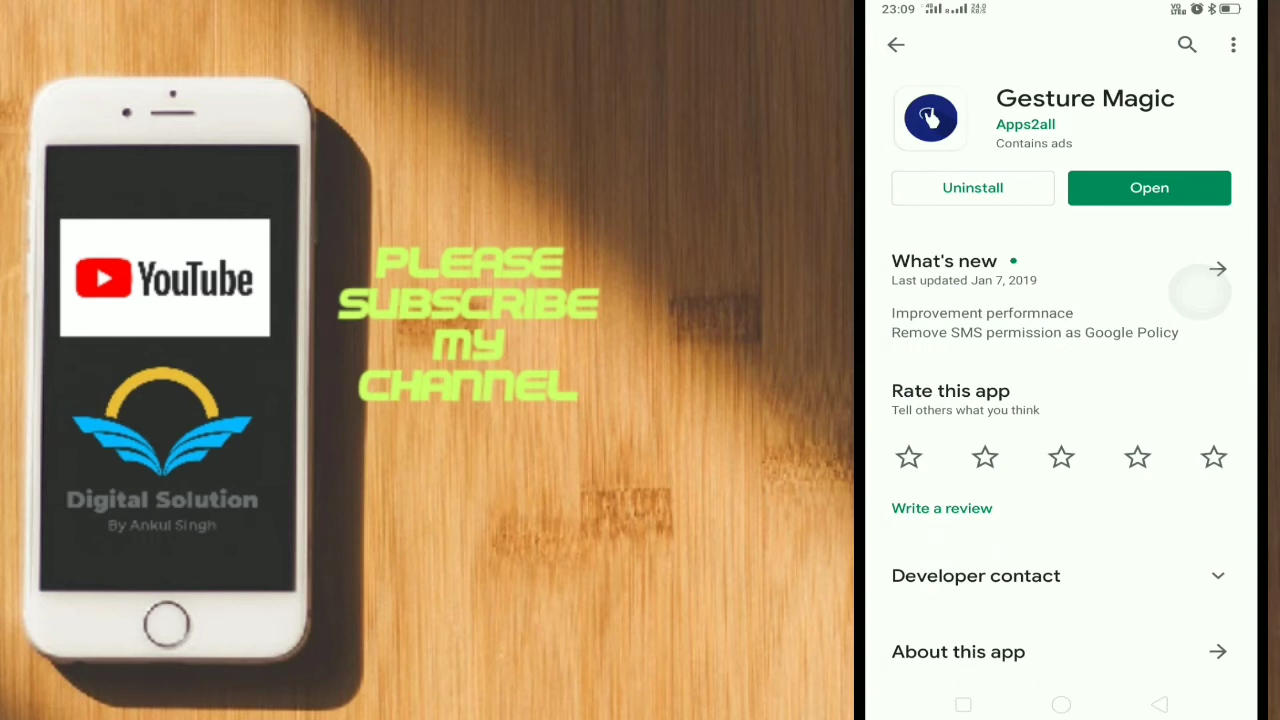 YouTube
Digital Solution
By Ankul Singh
PLEASE
SUBSCRIBE
MY
CHANNEL
23:09
Gesture Magic
Apps2all
Contains ads
Uninstall
Open
What's new
Last updated Jan 7, 2019
Improvement performnace
Remove SMS permission as Google Policy
Rate this app
Tell others what you think
Write a review
Developer contact
About this app